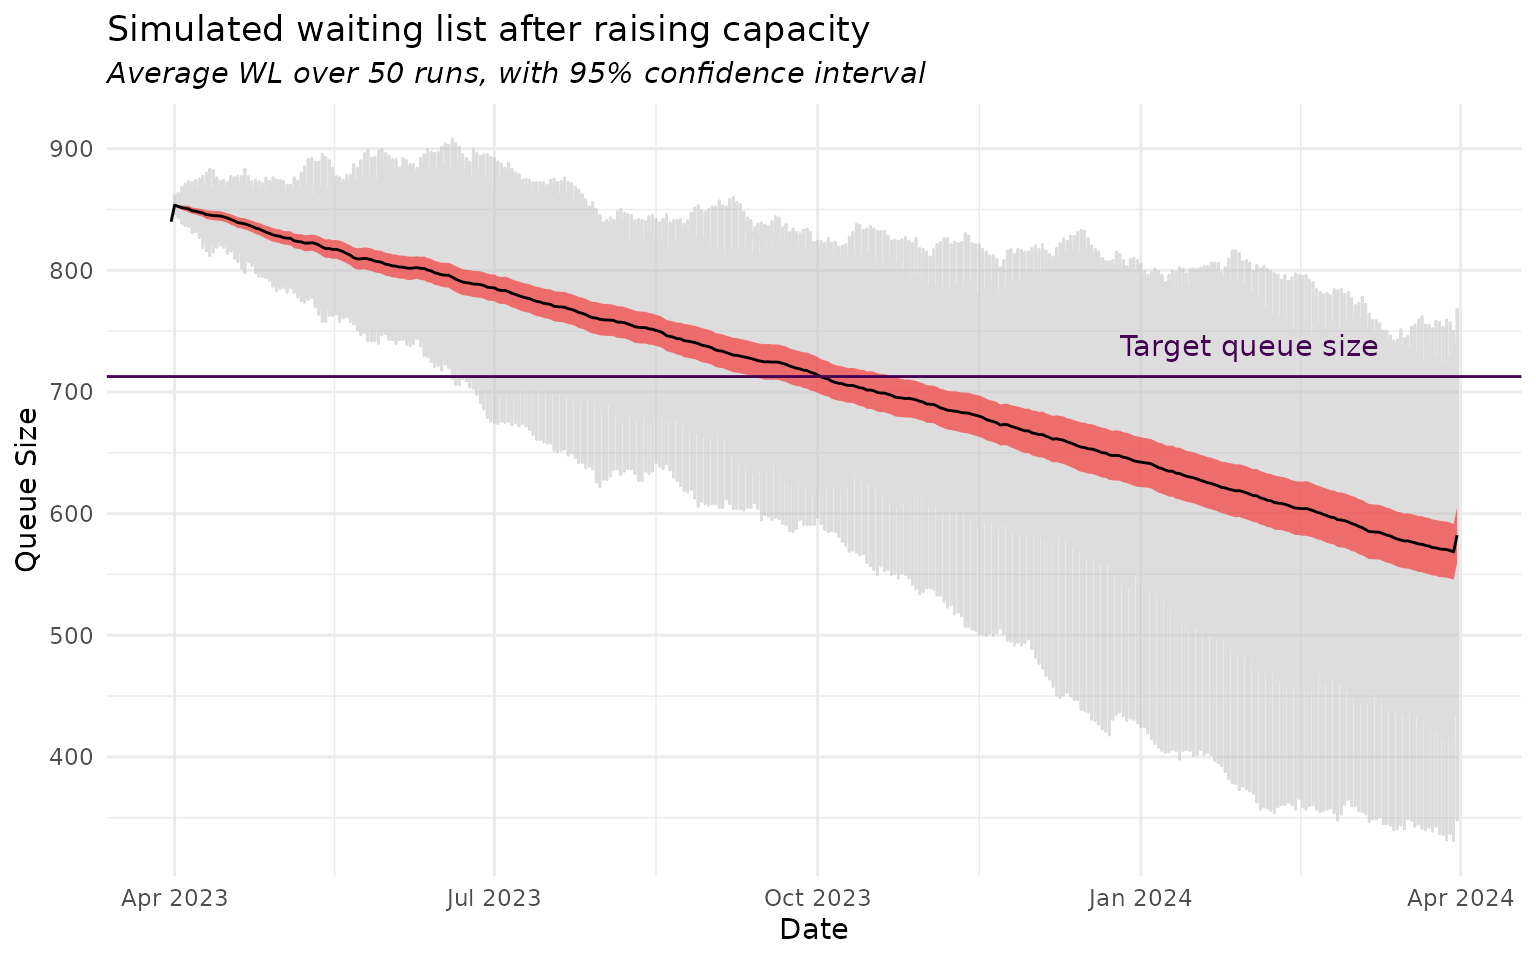 Simulated waiting list after raising capacity
Average WL over 50 runs, with 95% confidence interval
900
800
700
600
500
400
Queue Size
Target queue size
Apr 2023
Jul 2023
Oct 2023
Jan 2024
Apr 2024
Date